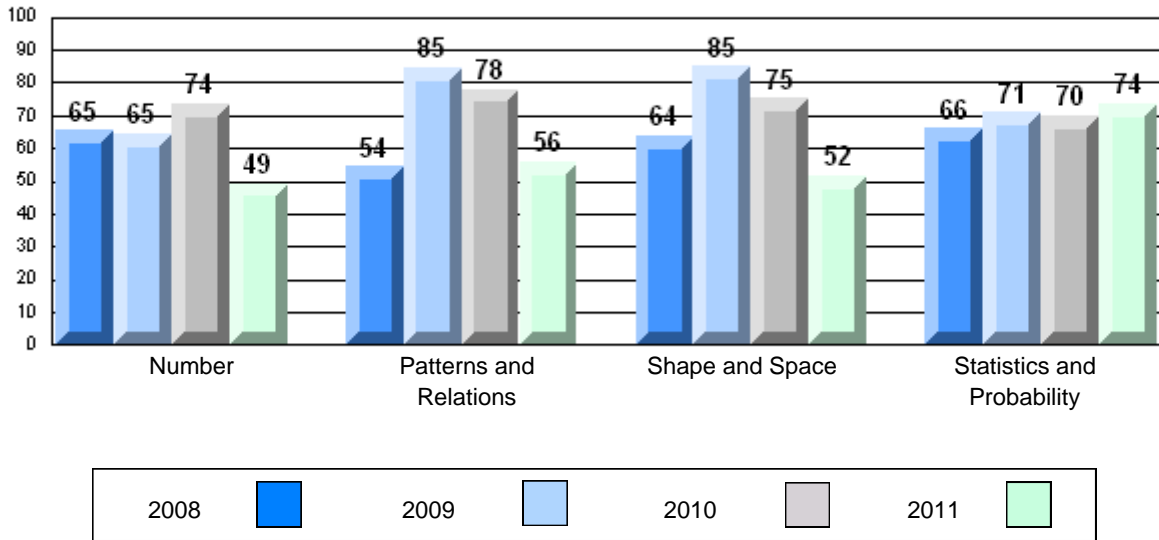 100
90
80
70
60
50
40
30
20
10
0
65 65 74 49
54 85 78 56
64 85 75 52
66 71 70 74
Number
Patterns and
Relations
Shape and Space
Statistics and
Probability
2008 2009 2010 2011